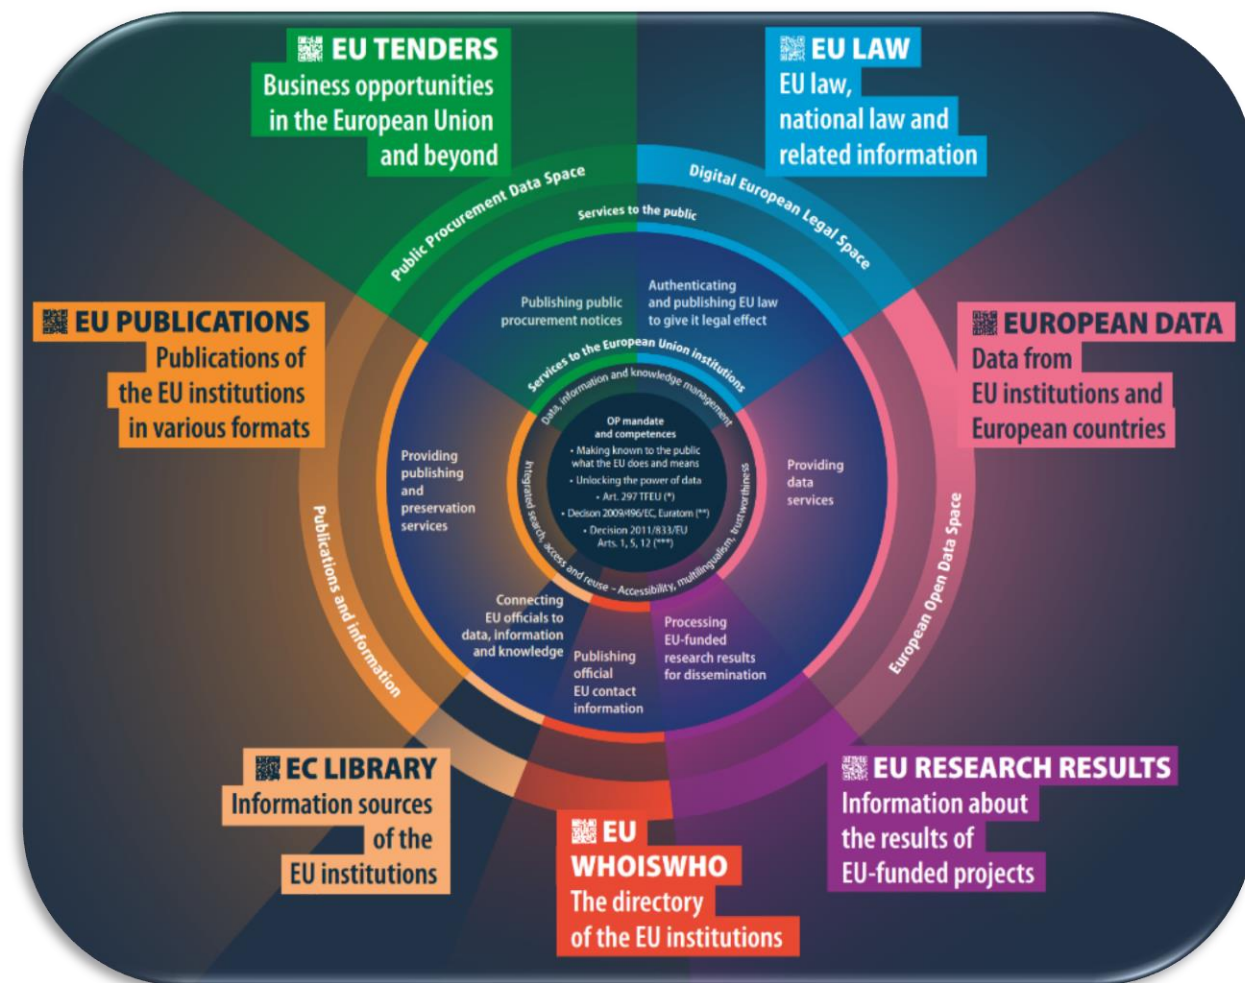 EU TENDERS
Business opportunities
in the European Union
and beyond
EU LAW
EU law,
national law and
related information
Public Procurement Data Space
Digital European Legal Space
Services to the public
Publishing public
procurement notices
Authenticating
and publishing EU law
to give it legal effect
EU PUBLICATIONS
Publications of
the EU institutions
in various formats
EUROPEAN DATA
Data from
EU institutions and
European countries
Services to the European Union institutions
Data, information and knowledge management
OP mandate
and competences
• Making known to the public
what the EU does and means
• Unlocking the power of data
• Art. 297 TFEU (*)
• Decison 2009/496/EC, Euratom (**)
• Decision 2011/833/EU
Arts. 1, 5, 12 (***)
Integrated search, access and reuse – Accessibility, multilingualism, trustworthiness
Providing
publishing
and
preservation
services
Providing
data
services
Publications and information
European Open Data Space
Connecting
EU officials to
data, information
and knowledge
Publishing
official
EU contact
information
Processing
EU-funded
research results
for dissemination
EC LIBRARY
Information sources
of the
EU institutions
EU
WHOISWHO
The directory
of the EU institutions
EU RESEARCH RESULTS
Information about
the results of
EU-funded projects